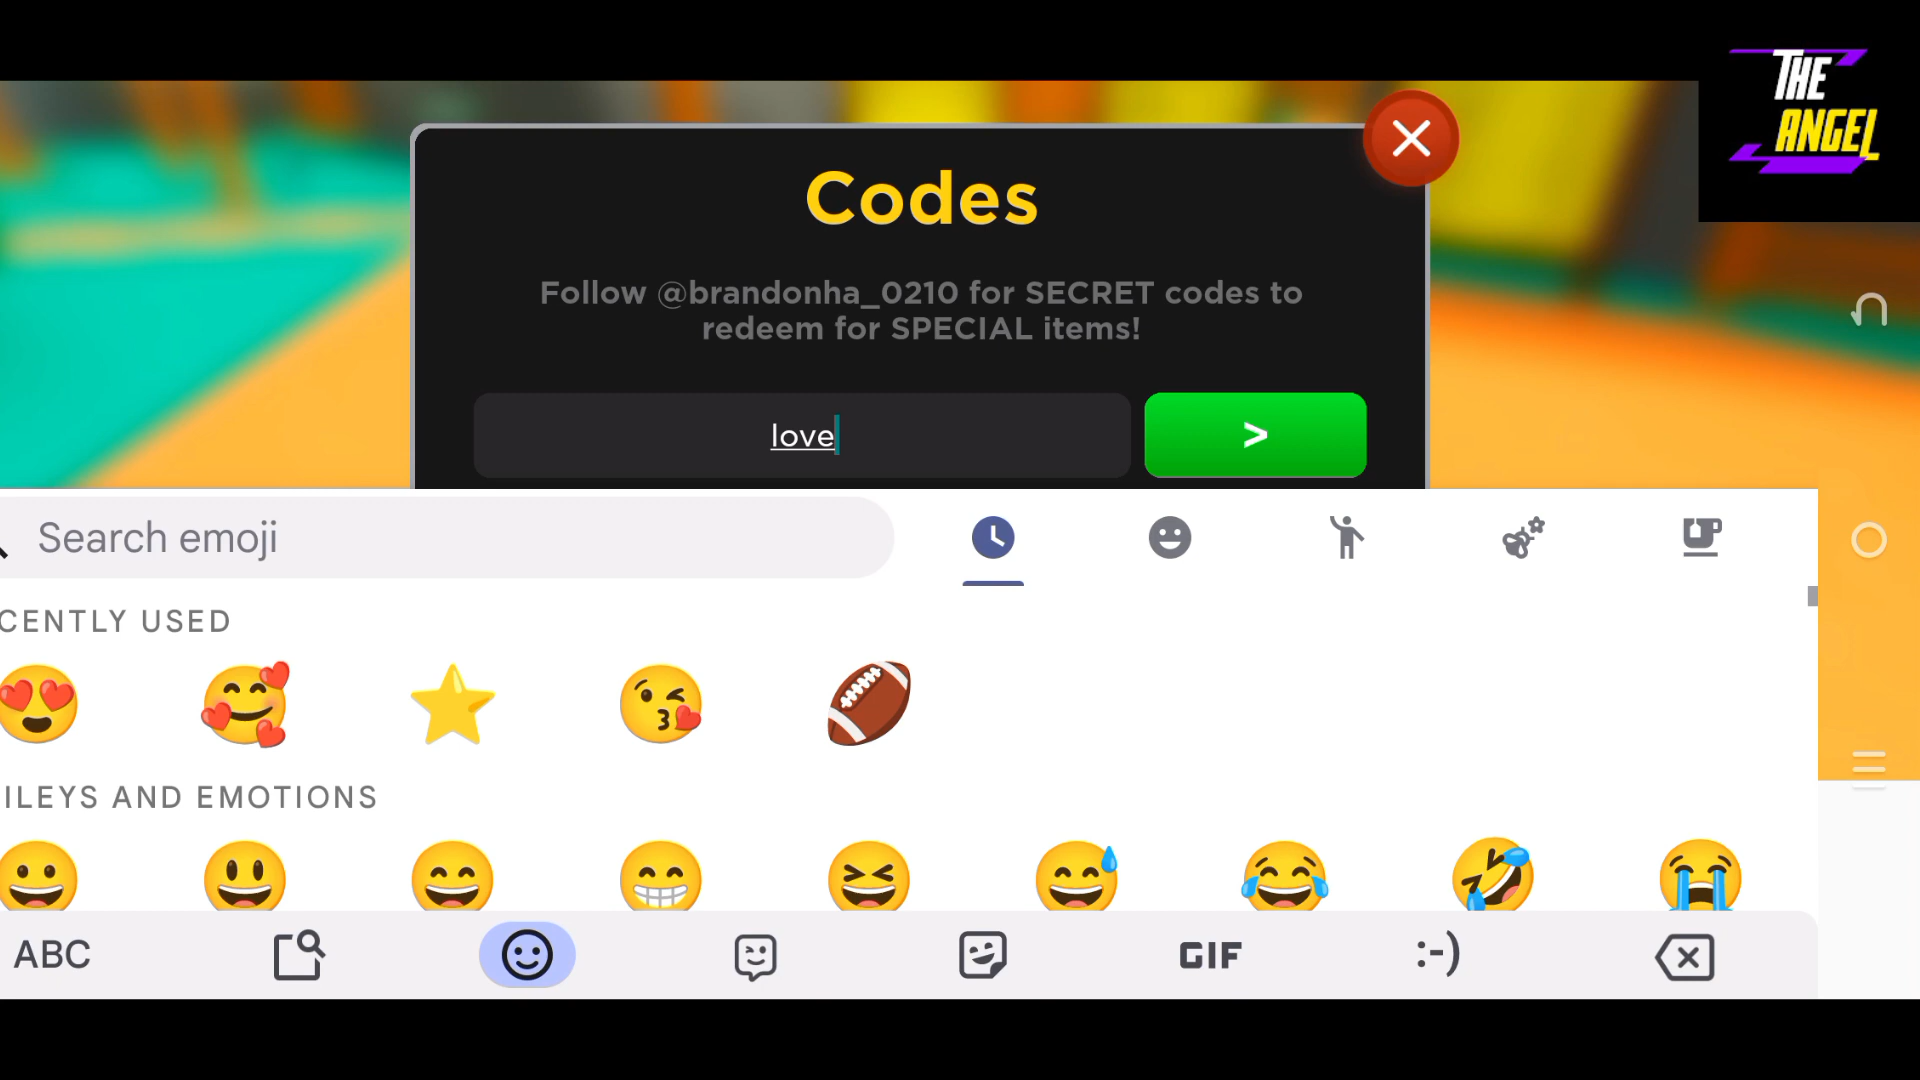 THE
ANGEL
Codes
Follow @brandonha_0210 for SECRET codes to
redeem for SPECIAL items!
love
>
Search emoji
CENTLY USED
ILEYS AND EMOTIONS
ABC
GIF
:-)